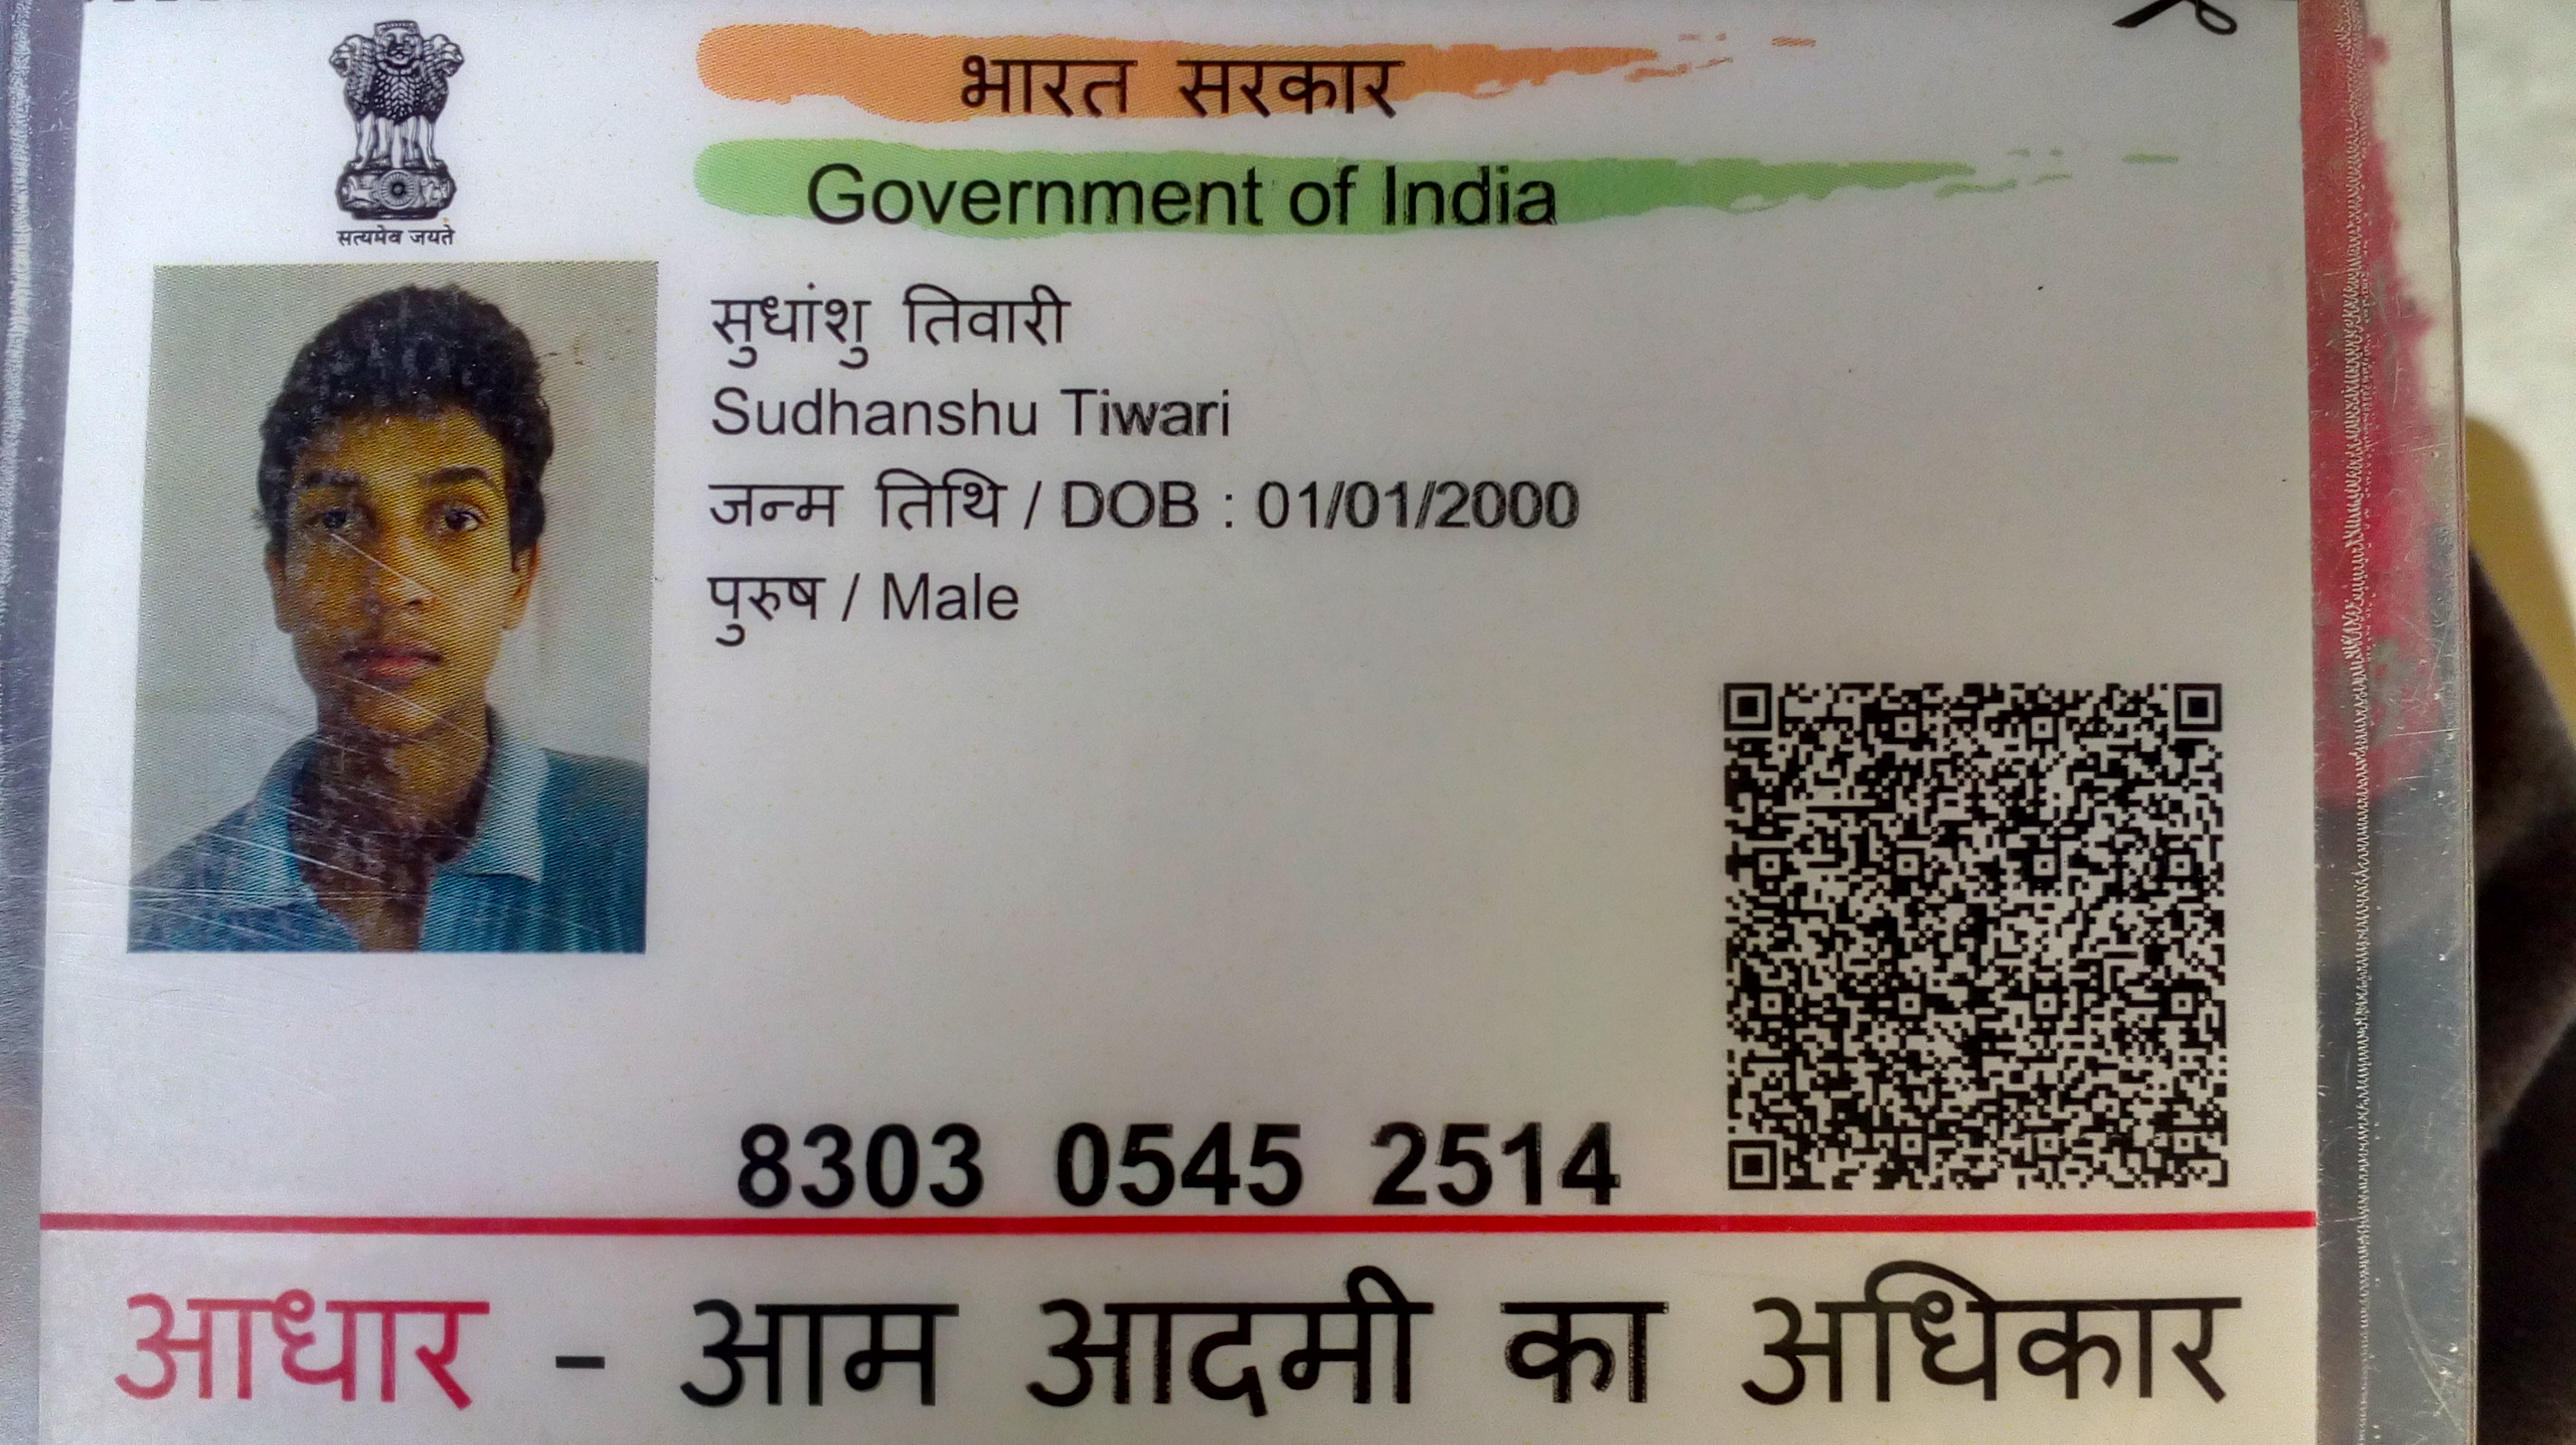 सत्यमेव जयते
भारत सरकार
Government of India
सुधांशु तिवारी
Sudhanshu Tiwari
जन्म तिथि / DOB : 01/01/2000
पुरुष / Male
8303 0545 2514
आधार - आम आदमी का अधिकार